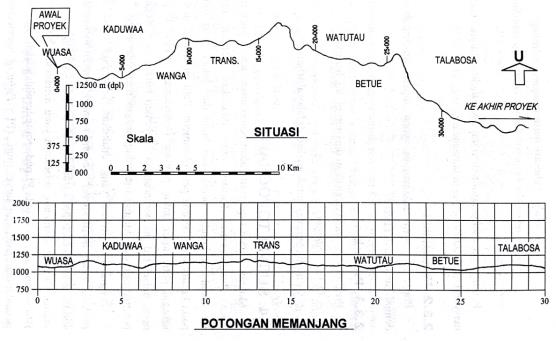 AWAL
PROYEK
WUASA
KADUWAA
WANGA
TRANS.
WATUTAU
BETUE
TALABOSA
U
KE AKHIR PROYEK
0+000
5+000
10+000
15+000
20+000
25+000
30+000
12500 m (dpl)
1000
750
500
375
250
125
000
Skala
SITUASI
0 1 2 3 4 5 10 Km
2000
1750
1500
1250
1000
750
WUASA
KADUWAA
WANGA
TRANS
WATUTAU
BETUE
TALABOSA
0 5 10 15 20 25 30
POTONGAN MEMANJANG